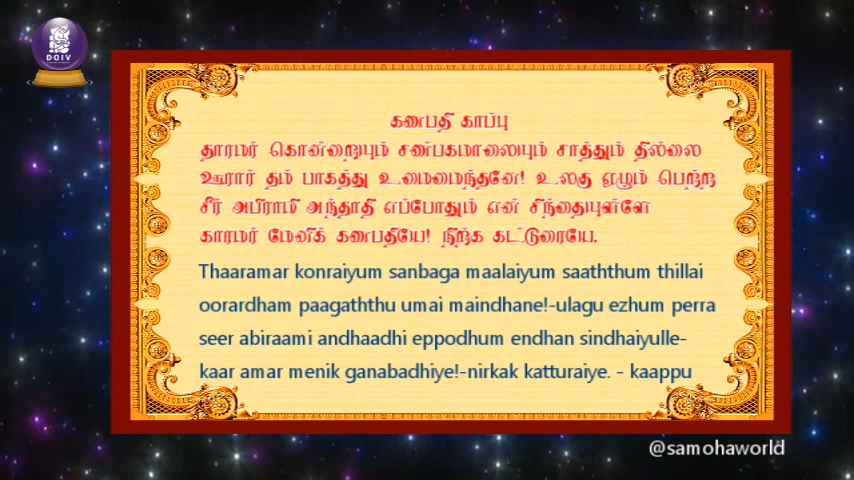 DOIV
கணபதி காப்பு
தாரமர் கொன்றையும் சண்பகமாலையும் சாத்தும் தில்லை
ஊரார் தம் பாகத்து உமைமைந்தனே! உலகு ஏழும் பெற்ற
சீர் அபிராமி அந்தாதி எப்போதும் என் சிந்தையுள்ளே
காரமர் மேனிக் கணபதியே! நிற்க கட்டுரையே.
Thaaramar konraiyum sanbaga maalaiyum saaththum thillai
oorardham paagaththu umai maindhane!-ulagu ezhum perra
seer abiraami andhaadhi eppodhum endhan sindhaiyulle-
kaar amar menik ganabadhiye!-nirkak katturaiye. - kaappu
@samohaworld